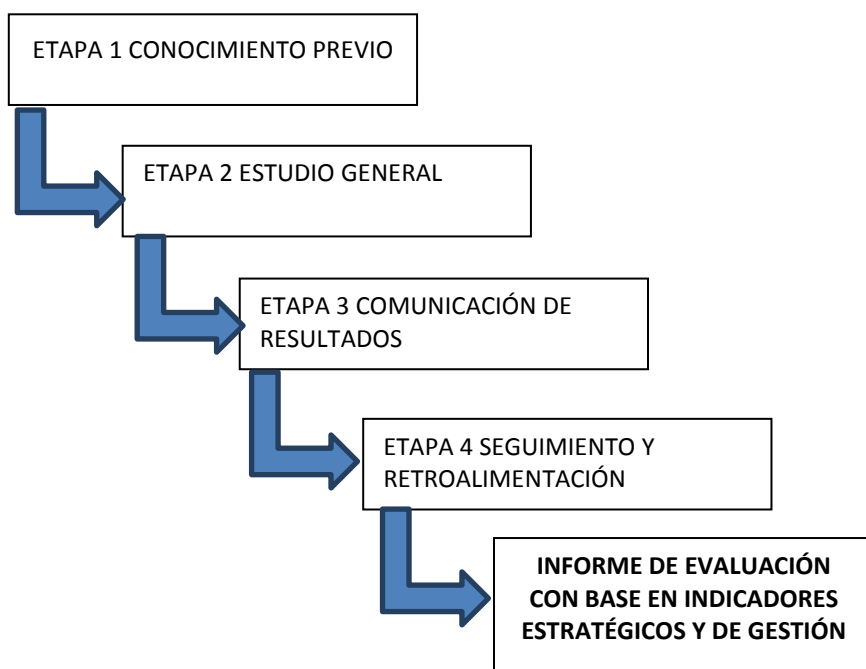 ETAPA 1 CONOCIMIENTO PREVIO
ETAPA 2 ESTUDIO GENERAL
ETAPA 3 COMUNICACIÓN DE
RESULTADOS
ETAPA 4 SEGUIMIENTO Y
RETROALIMENTACIÓN
INFORME DE EVALUACIÓN
CON BASE EN INDICADORES
ESTRATÉGICOS Y DE GESTIÓN